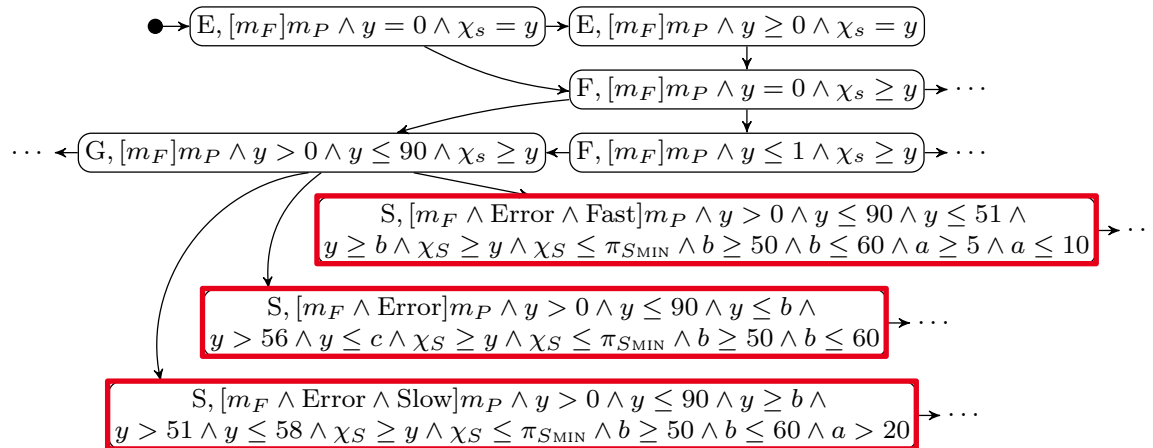 E, [m_F]m_P ∧ y = 0 ∧ χ_s = y
E, [m_F]m_P ∧ y ≥ 0 ∧ χ_s = y
F, [m_F]m_P ∧ y = 0 ∧ χ_s ≥ y
···
···
G, [m_F]m_P ∧ y > 0 ∧ y ≤ 90 ∧ χ_s ≥ y
F, [m_F]m_P ∧ y ≤ 1 ∧ χ_s ≥ y
···
S, [m_F ∧ Error ∧ Fast]m_P ∧ y > 0 ∧ y ≤ 90 ∧ y ≤ 51 ∧
y ≥ b ∧ χ_S ≥ y ∧ χ_S ≤ π_{S_MIN} ∧ b ≥ 50 ∧ b ≤ 60 ∧ a ≥ 5 ∧ a ≤ 10
··
S, [m_F ∧ Error]m_P ∧ y > 0 ∧ y ≤ 90 ∧ y ≤ b ∧
y > 56 ∧ y ≤ c ∧ χ_S ≥ y ∧ χ_S ≤ π_{S_MIN} ∧ b ≥ 50 ∧ b ≤ 60
···
S, [m_F ∧ Error ∧ Slow]m_P ∧ y > 0 ∧ y ≤ 90 ∧ y ≥ b ∧
y > 51 ∧ y ≤ 58 ∧ χ_S ≥ y ∧ χ_S ≤ π_{S_MIN} ∧ b ≥ 50 ∧ b ≤ 60 ∧ a > 20
···